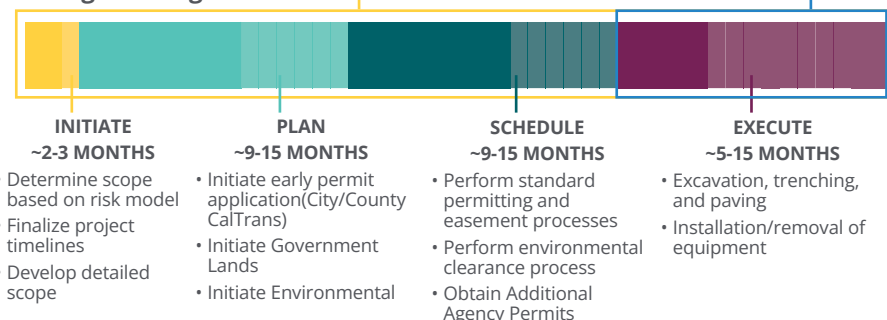 INITIATE
~2-3 MONTHS
• Determine scope
based on risk model
• Finalize project
timelines
• Develop detailed
scope
PLAN
~9-15 MONTHS
• Initiate early permit
application(City/County
CalTrans)
• Initiate Government
Lands
• Initiate Environmental
SCHEDULE
~9-15 MONTHS
• Perform standard
permitting and
easement processes
• Perform environmental
clearance process
• Obtain Additional
Agency Permits
EXECUTE
~5-15 MONTHS
• Excavation, trenching,
and paving
• Installation/removal of
equipment